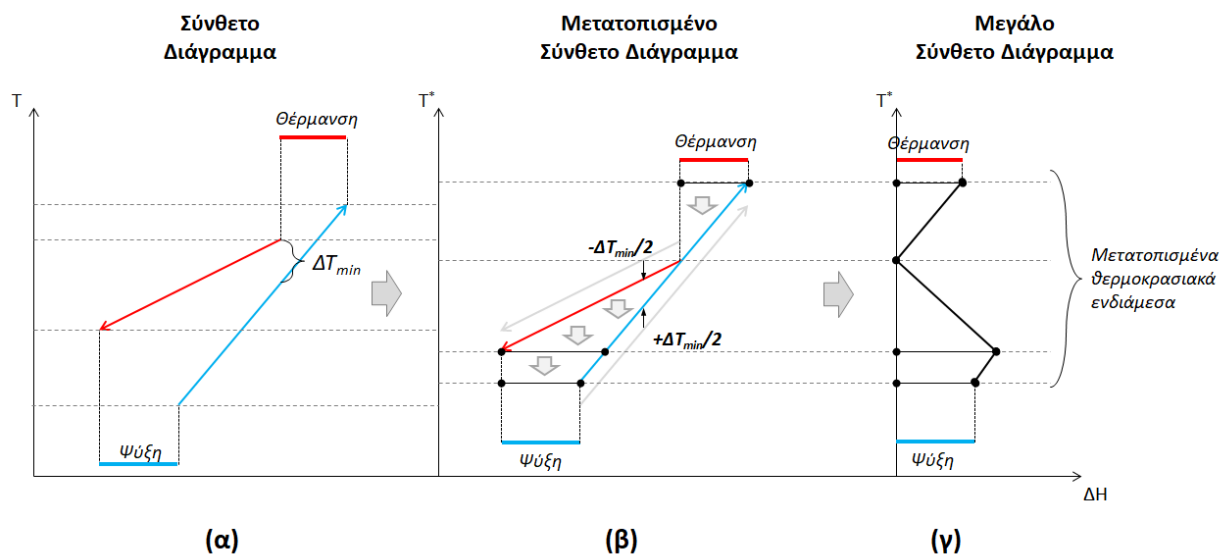 Σύνθετο
Διάγραμμα
Μετατοπισμένο
Σύνθετο Διάγραμμα
Μεγάλο
Σύνθετο Διάγραμμα
T
T*
T*
Θέρμανση
Θέρμανση
Θέρμανση
-ΔTmin/2
ΔTmin
Μετατοπισμένα
θερμοκρασιακά
ενδιάμεσα
+ΔTmin/2
Ψύξη
Ψύξη
Ψύξη
ΔH
(α)
(β)
(γ)